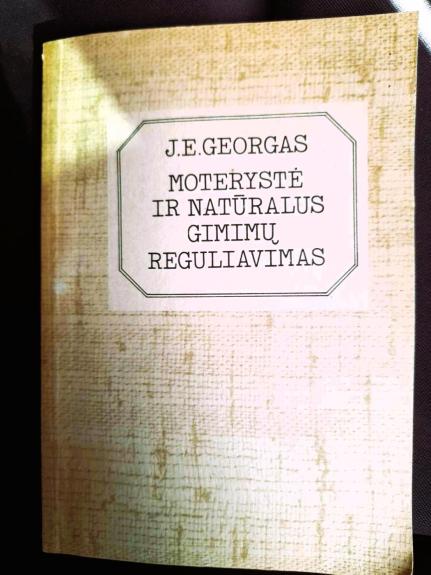 J.E.GEORGAS
MOTERYSTĖ
IR NATŪRALUS
GIMIMŲ
REGULIAVIMAS